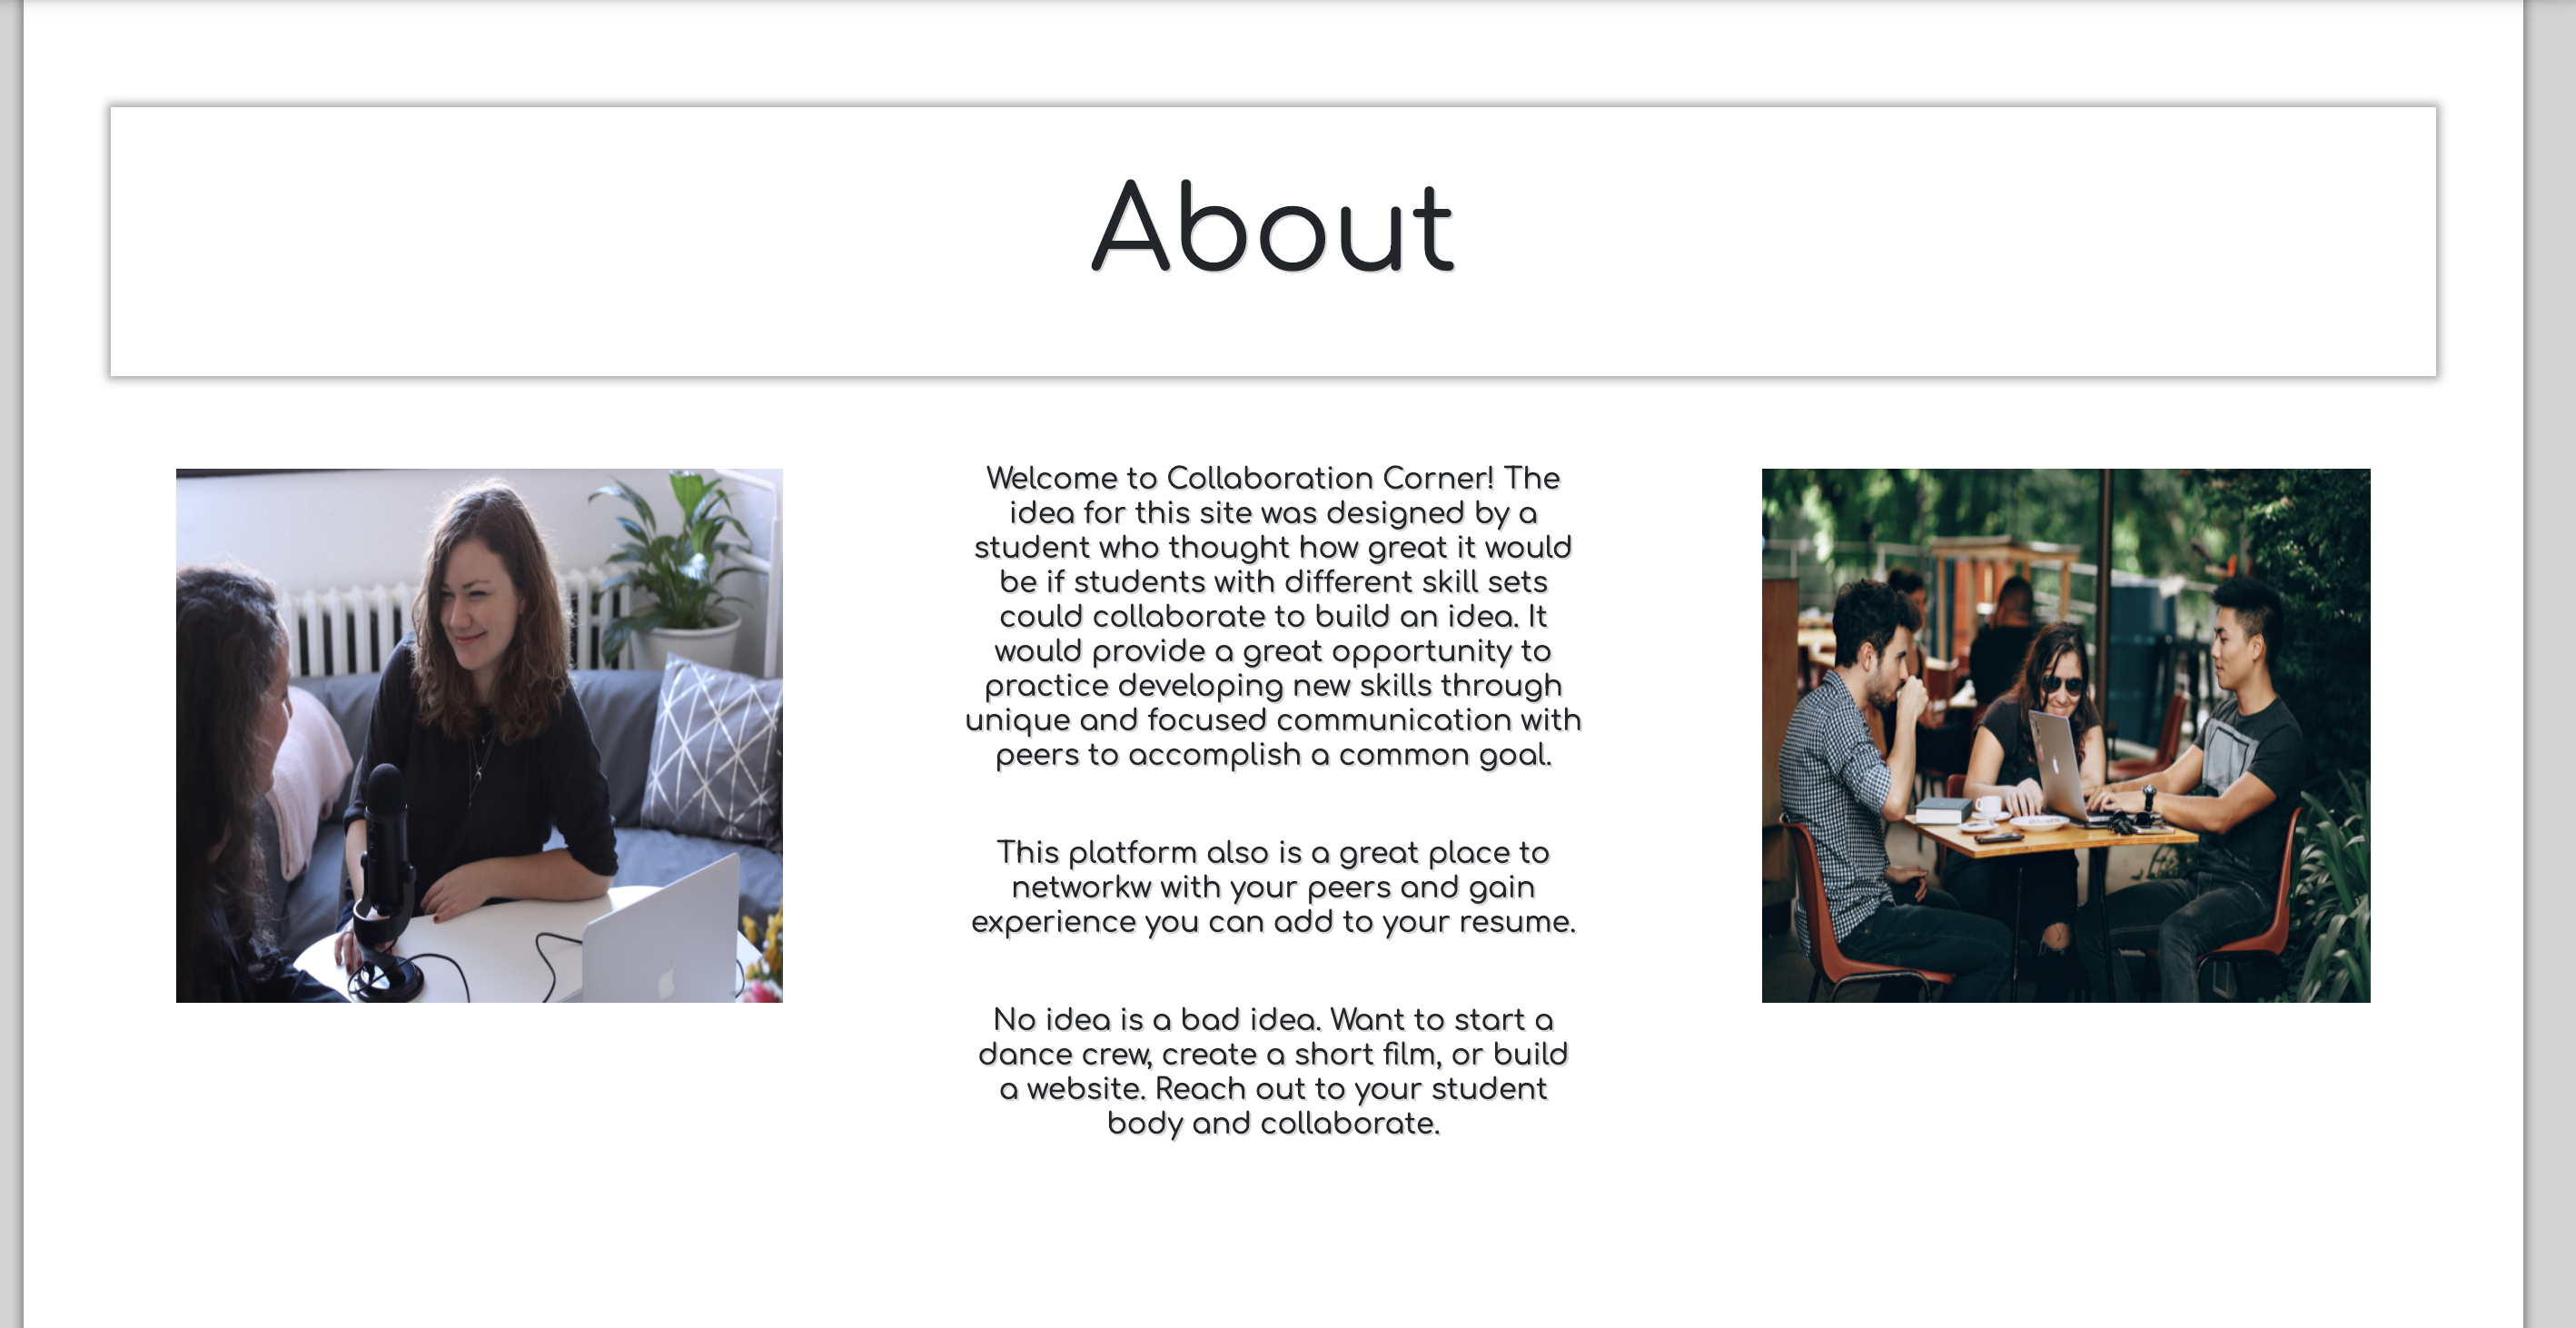 About
Welcome to Collaboration Corner! The
idea for this site was designed by a
student who thought how great it would
be if students with different skill sets
could collaborate to build an idea. It
would provide a great opportunity to
practice developing new skills through
unique and focused communication with
peers to accomplish a common goal.
This platform also is a great place to
networkw with your peers and gain
experience you can add to your resume.
No idea is a bad idea. Want to start a
dance crew, create a short film, or build
a website. Reach out to your student
body and collaborate.